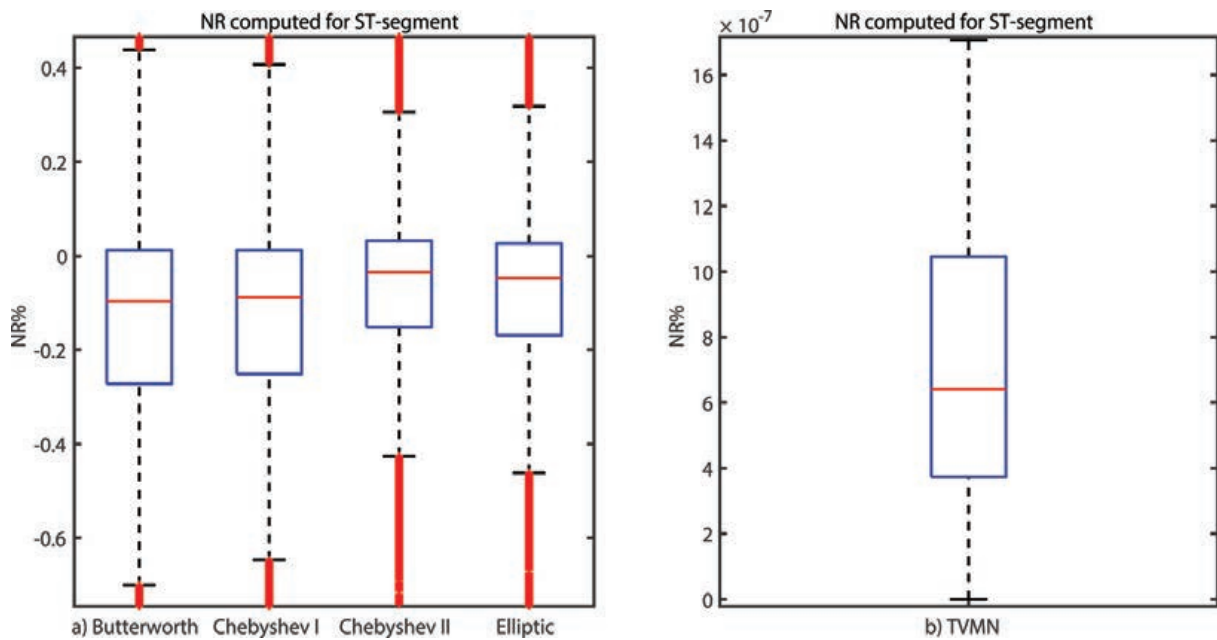 NR computed for ST-segment
0.4
0.2
0
-0.2
-0.4
-0.6
NR%
a) Butterworth Chebyshev I Chebyshev II Elliptic
NR computed for ST-segment
× 10⁻⁷
16
14
12
10
8
6
4
2
0
NR%
b) TVMN